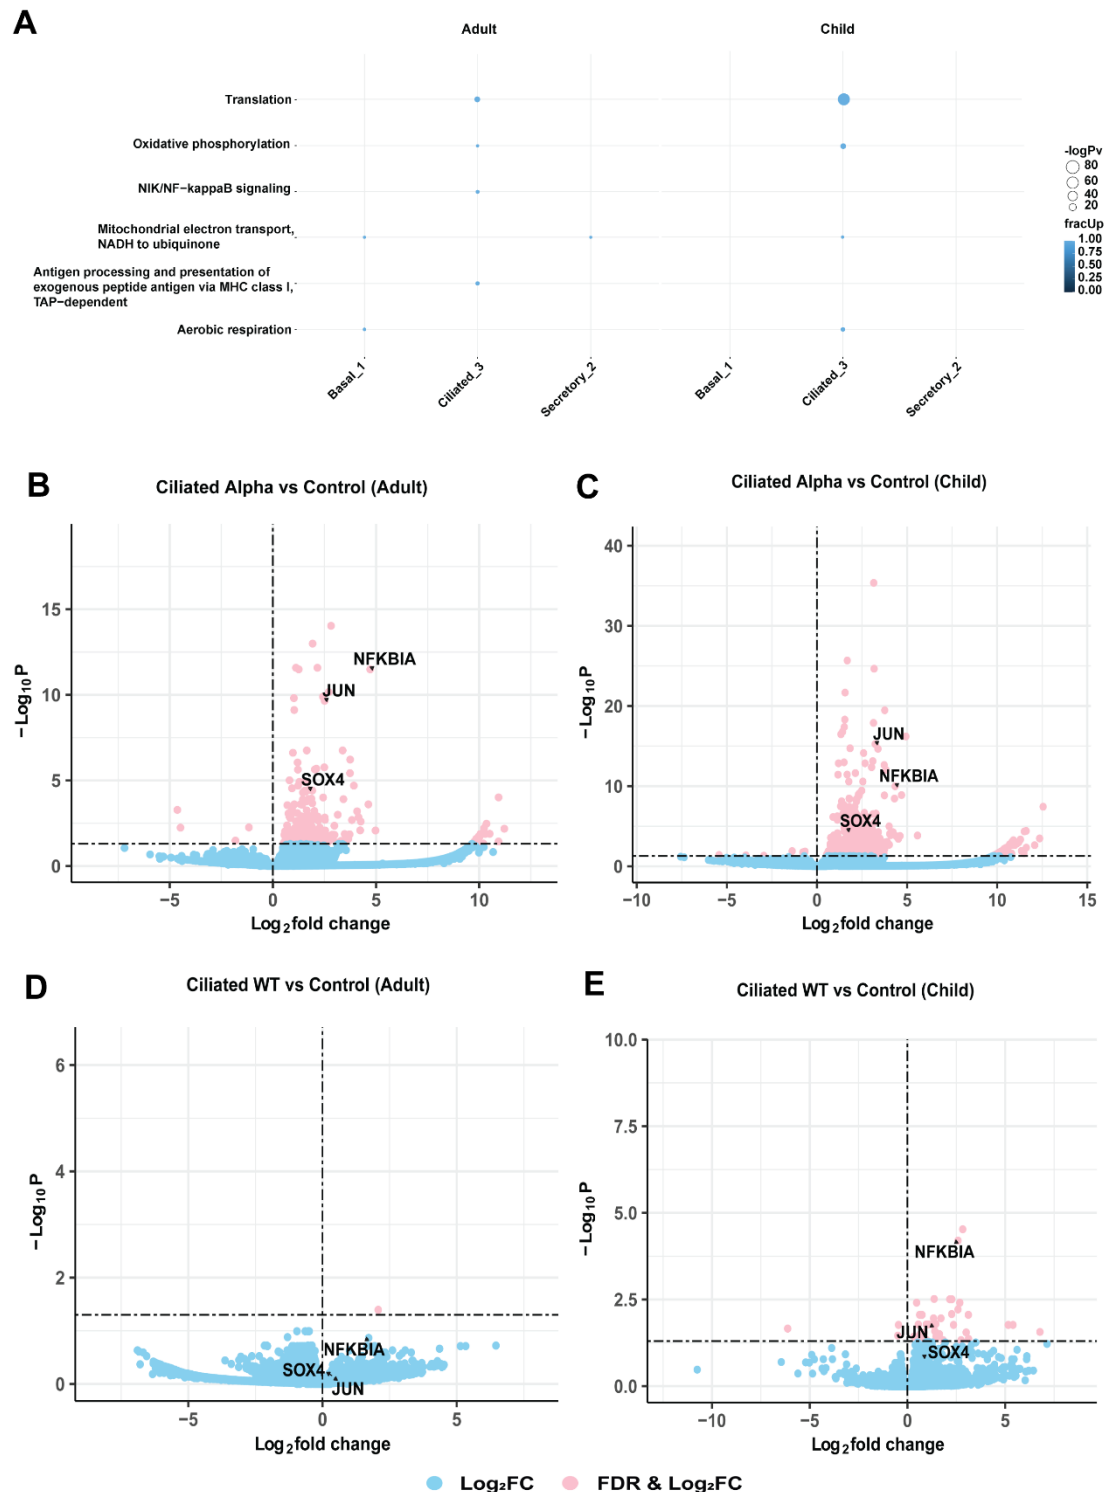 A
Adult
Child
Translation
Oxidative phosphorylation
NIK/NF−kappaB signaling
Mitochondrial electron transport,
NADH to ubiquinone
Antigen processing and presentation of
exogenous peptide antigen via MHC class I,
TAP−dependent
Aerobic respiration
Basal_1
Ciliated_3
Secretory_2
Basal_1
Ciliated_3
Secretory_2
-logPv
80
60
40
20
fracUp
1.00
0.75
0.50
0.25
0.00
B
Ciliated Alpha vs Control (Adult)
−Log₁₀P
15
10
5
0
NFKBIA
JUN
SOX4
−5
0
5
10
Log₂fold change
C
Ciliated Alpha vs Control (Child)
−Log₁₀P
40
30
20
10
0
JUN
NFKBIA
SOX4
−10
−5
0
5
10
15
Log₂fold change
D
Ciliated WT vs Control (Adult)
−Log₁₀P
6
4
2
0
NFKBIA
SOX4
JUN
−5
0
5
Log₂fold change
E
Ciliated WT vs Control (Child)
−Log₁₀P
10.0
7.5
5.0
2.5
0.0
NFKBIA
JUN
SOX4
−10
−5
0
5
Log₂fold change
Log₂FC
FDR & Log₂FC